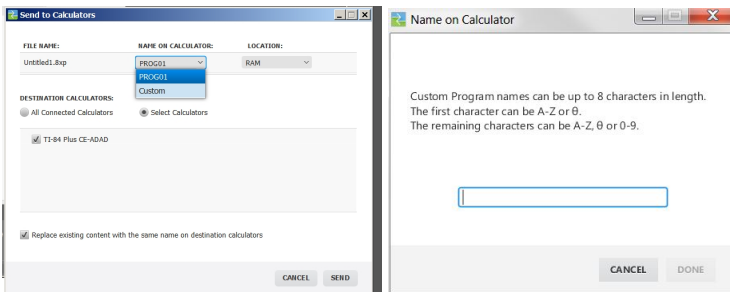 Send to Calculators
FILE NAME: NAME ON CALCULATOR: LOCATION:
Untitled1.8xp PROG01 RAM
PROG01
Custom
DESTINATION CALCULATORS:
All Connected Calculators Select Calculators
TI-84 Plus CE-ADAD
Replace existing content with the same name on destination calculators
CANCEL SEND
Name on Calculator
Custom Program names can be up to 8 characters in length.
The first character can be A-Z or θ.
The remaining characters can be A-Z, θ or 0-9.
CANCEL DONE